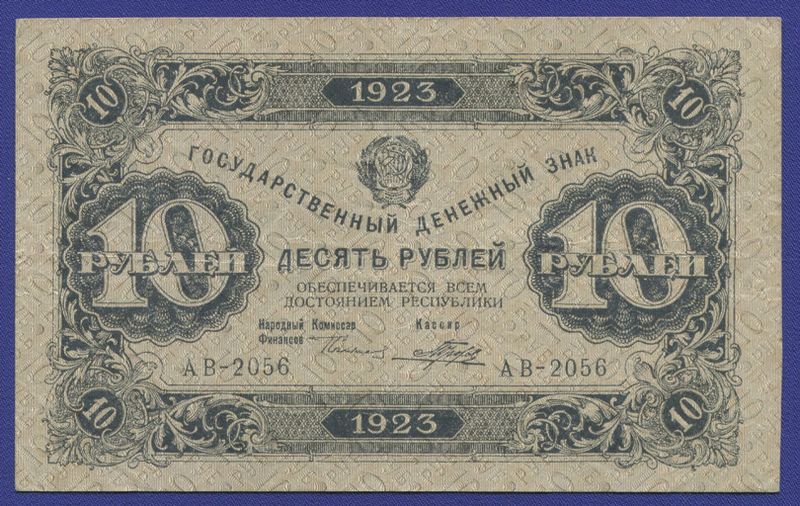 1923
10 10
ГОСУДАРСТВЕННЫЙ ДЕНЕЖНЫЙ ЗНАК
10 РУБЛЕЙ
10 РУБЛЕЙ
ДЕСЯТЬ РУБЛЕЙ
ОБЕСПЕЧИВАЕТСЯ ВСЕМ
ДОСТОЯНИЕМ РЕСПУБЛИКИ
Народный Комиссар Кассир
Финансов
АВ-2056 АВ-2056
10 10
1923